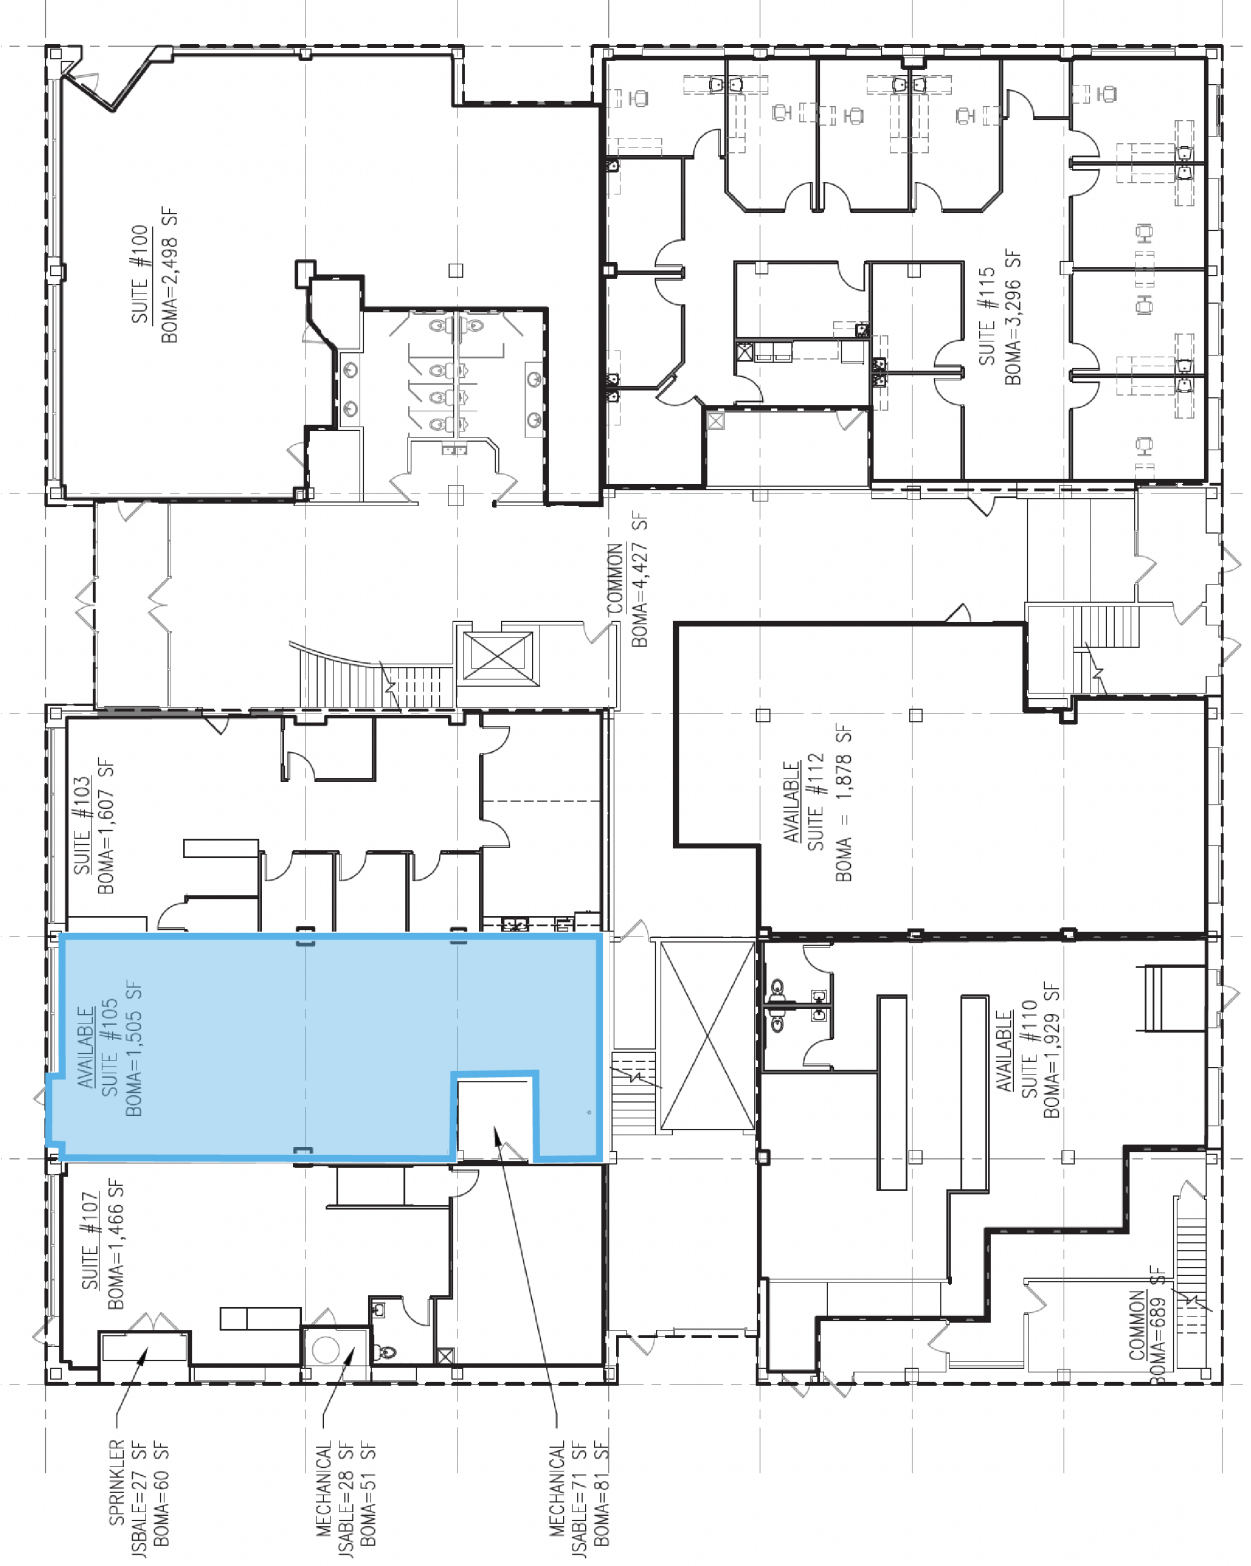 SUITE #100
BOMA=2,498 SF
SUITE #115
BOMA=3,296 SF
COMMON
BOMA=4,427 SF
SUITE #103
BOMA=1,607 SF
AVAILABLE
SUITE #112
BOMA = 1,878 SF
AVAILABLE
SUITE #105
BOMA=1,505 SF
AVAILABLE
SUITE #110
BOMA=1,929 SF
SUITE #107
BOMA=1,466 SF
COMMON
BOMA=689 SF
SPRINKLER
JSBALE=27 SF
BOMA=60 SF
MECHANICAL
JSABLE=28 SF
BOMA=51 SF
MECHANICAL
JSABLE=71 SF
BOMA=81 SF